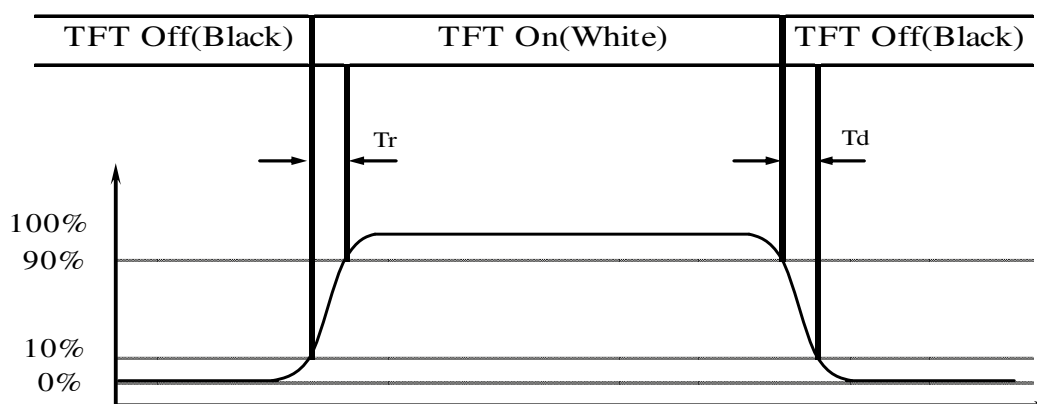 TFT Off(Black) TFT On(White) TFT Off(Black)
Tr Td
100%
90%
10%
0%